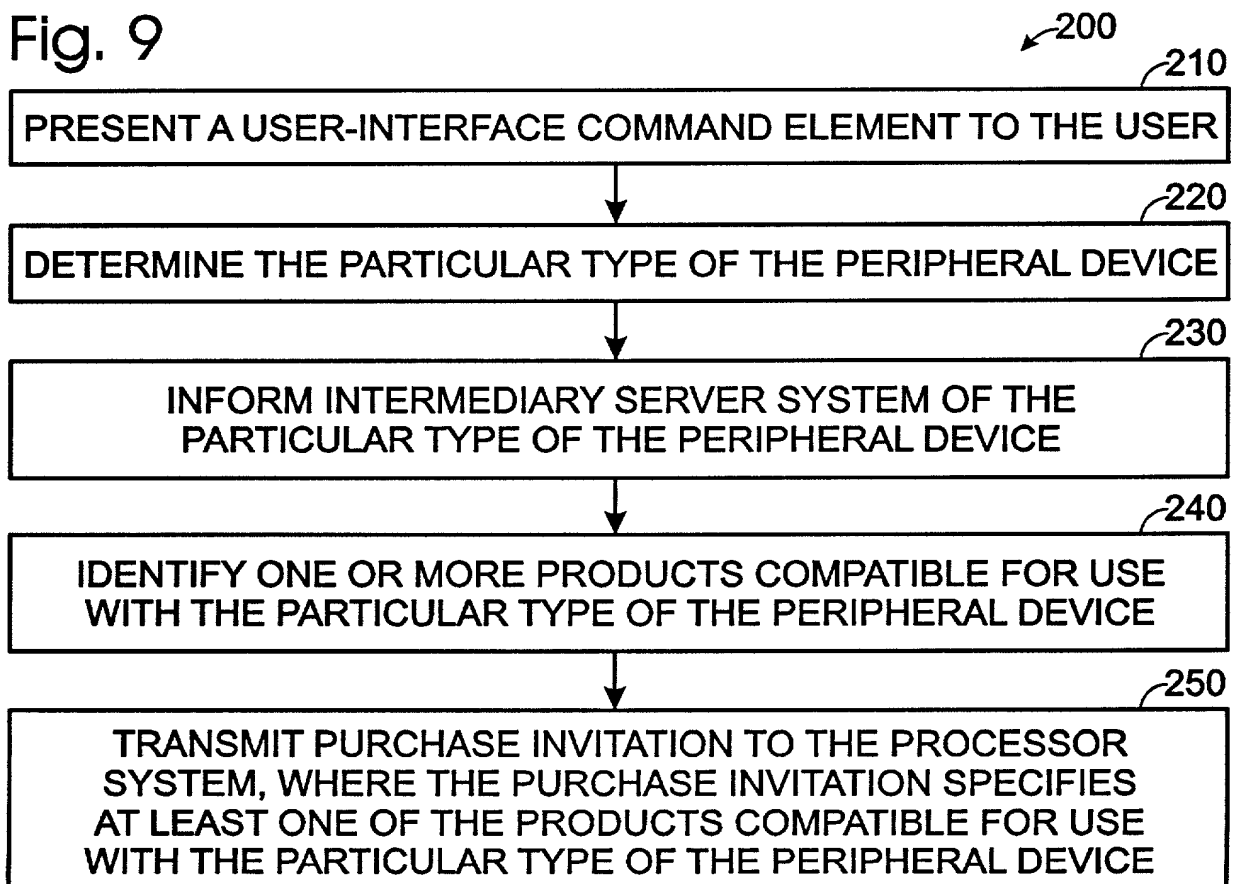 Fig. 9
200
210
PRESENT A USER-INTERFACE COMMAND ELEMENT TO THE USER
220
DETERMINE THE PARTICULAR TYPE OF THE PERIPHERAL DEVICE
230
INFORM INTERMEDIARY SERVER SYSTEM OF THE
PARTICULAR TYPE OF THE PERIPHERAL DEVICE
240
IDENTIFY ONE OR MORE PRODUCTS COMPATIBLE FOR USE
WITH THE PARTICULAR TYPE OF THE PERIPHERAL DEVICE
250
TRANSMIT PURCHASE INVITATION TO THE PROCESSOR
SYSTEM, WHERE THE PURCHASE INVITATION SPECIFIES
AT LEAST ONE OF THE PRODUCTS COMPATIBLE FOR USE
WITH THE PARTICULAR TYPE OF THE PERIPHERAL DEVICE